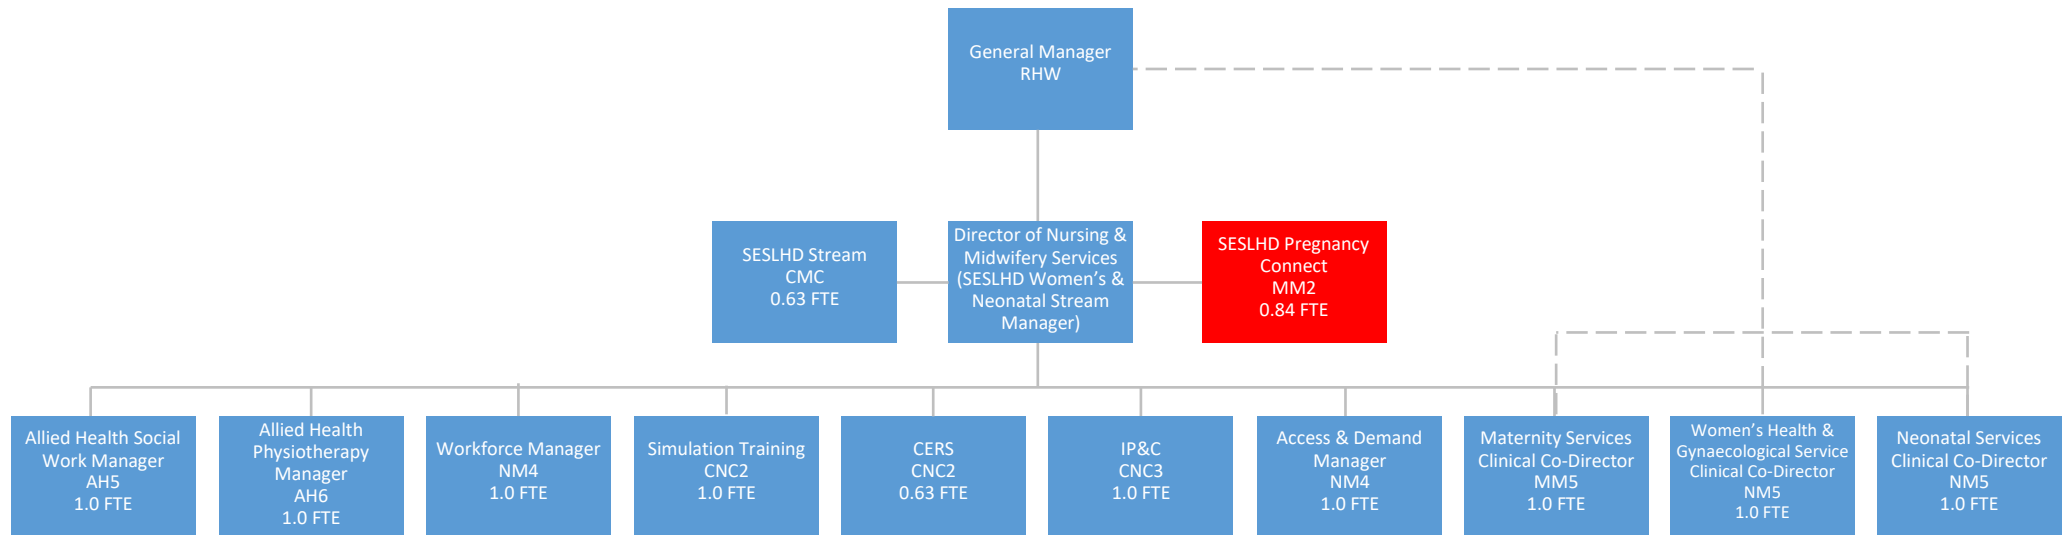 General Manager
RHW
SESLHD Stream
CMC
0.63 FTE
Director of Nursing &
Midwifery Services
(SESLHD Women’s &
Neonatal Stream
Manager)
SESLHD Pregnancy
Connect
MM2
0.84 FTE
Allied Health Social
Work Manager
AH5
1.0 FTE
Allied Health
Physiotherapy
Manager
AH6
1.0 FTE
Workforce Manager
NM4
1.0 FTE
Simulation Training
CNC2
1.0 FTE
CERS
CNC2
0.63 FTE
IP&C
CNC3
1.0 FTE
Access & Demand
Manager
NM4
1.0 FTE
Maternity Services
Clinical Co-Director
MM5
1.0 FTE
Women’s Health &
Gynaecological Service
Clinical Co-Director
NM5
1.0 FTE
Neonatal Services
Clinical Co-Director
NM5
1.0 FTE